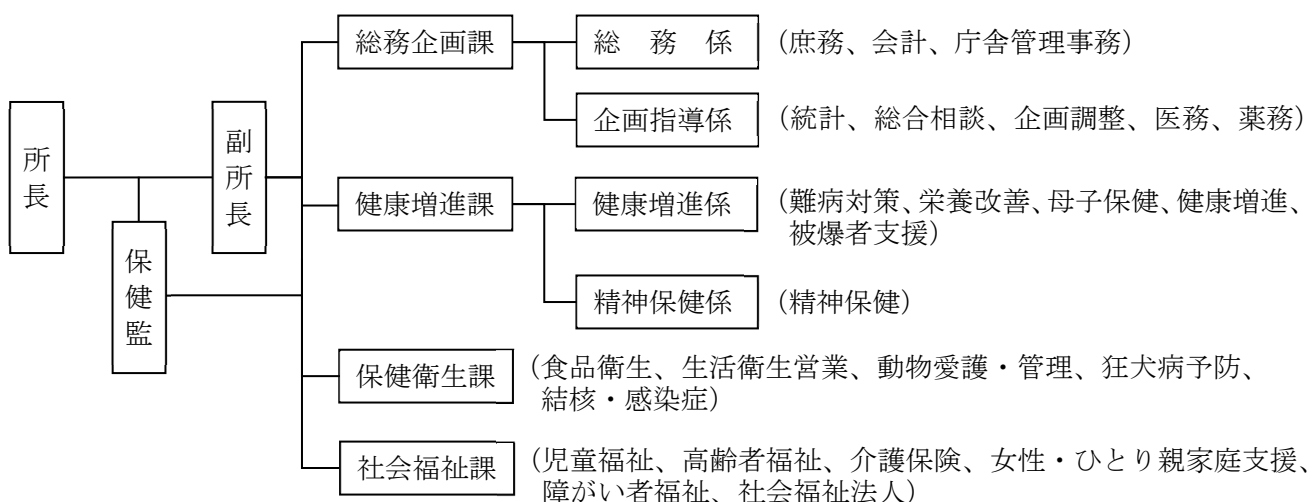 所長
保健監
副所長
総務企画課
総務係
(庶務、会計、庁舎管理事務)
企画指導係
(統計、総合相談、企画調整、医務、薬務)
健康増進課
健康増進係
(難病対策、栄養改善、母子保健、健康増進、
被爆者支援)
精神保健係
(精神保健)
保健衛生課
(食品衛生、生活衛生営業、動物愛護・管理、狂犬病予防、
結核・感染症)
社会福祉課
(児童福祉、高齢者福祉、介護保険、女性・ひとり親家庭支援、
障がい者福祉、社会福祉法人)